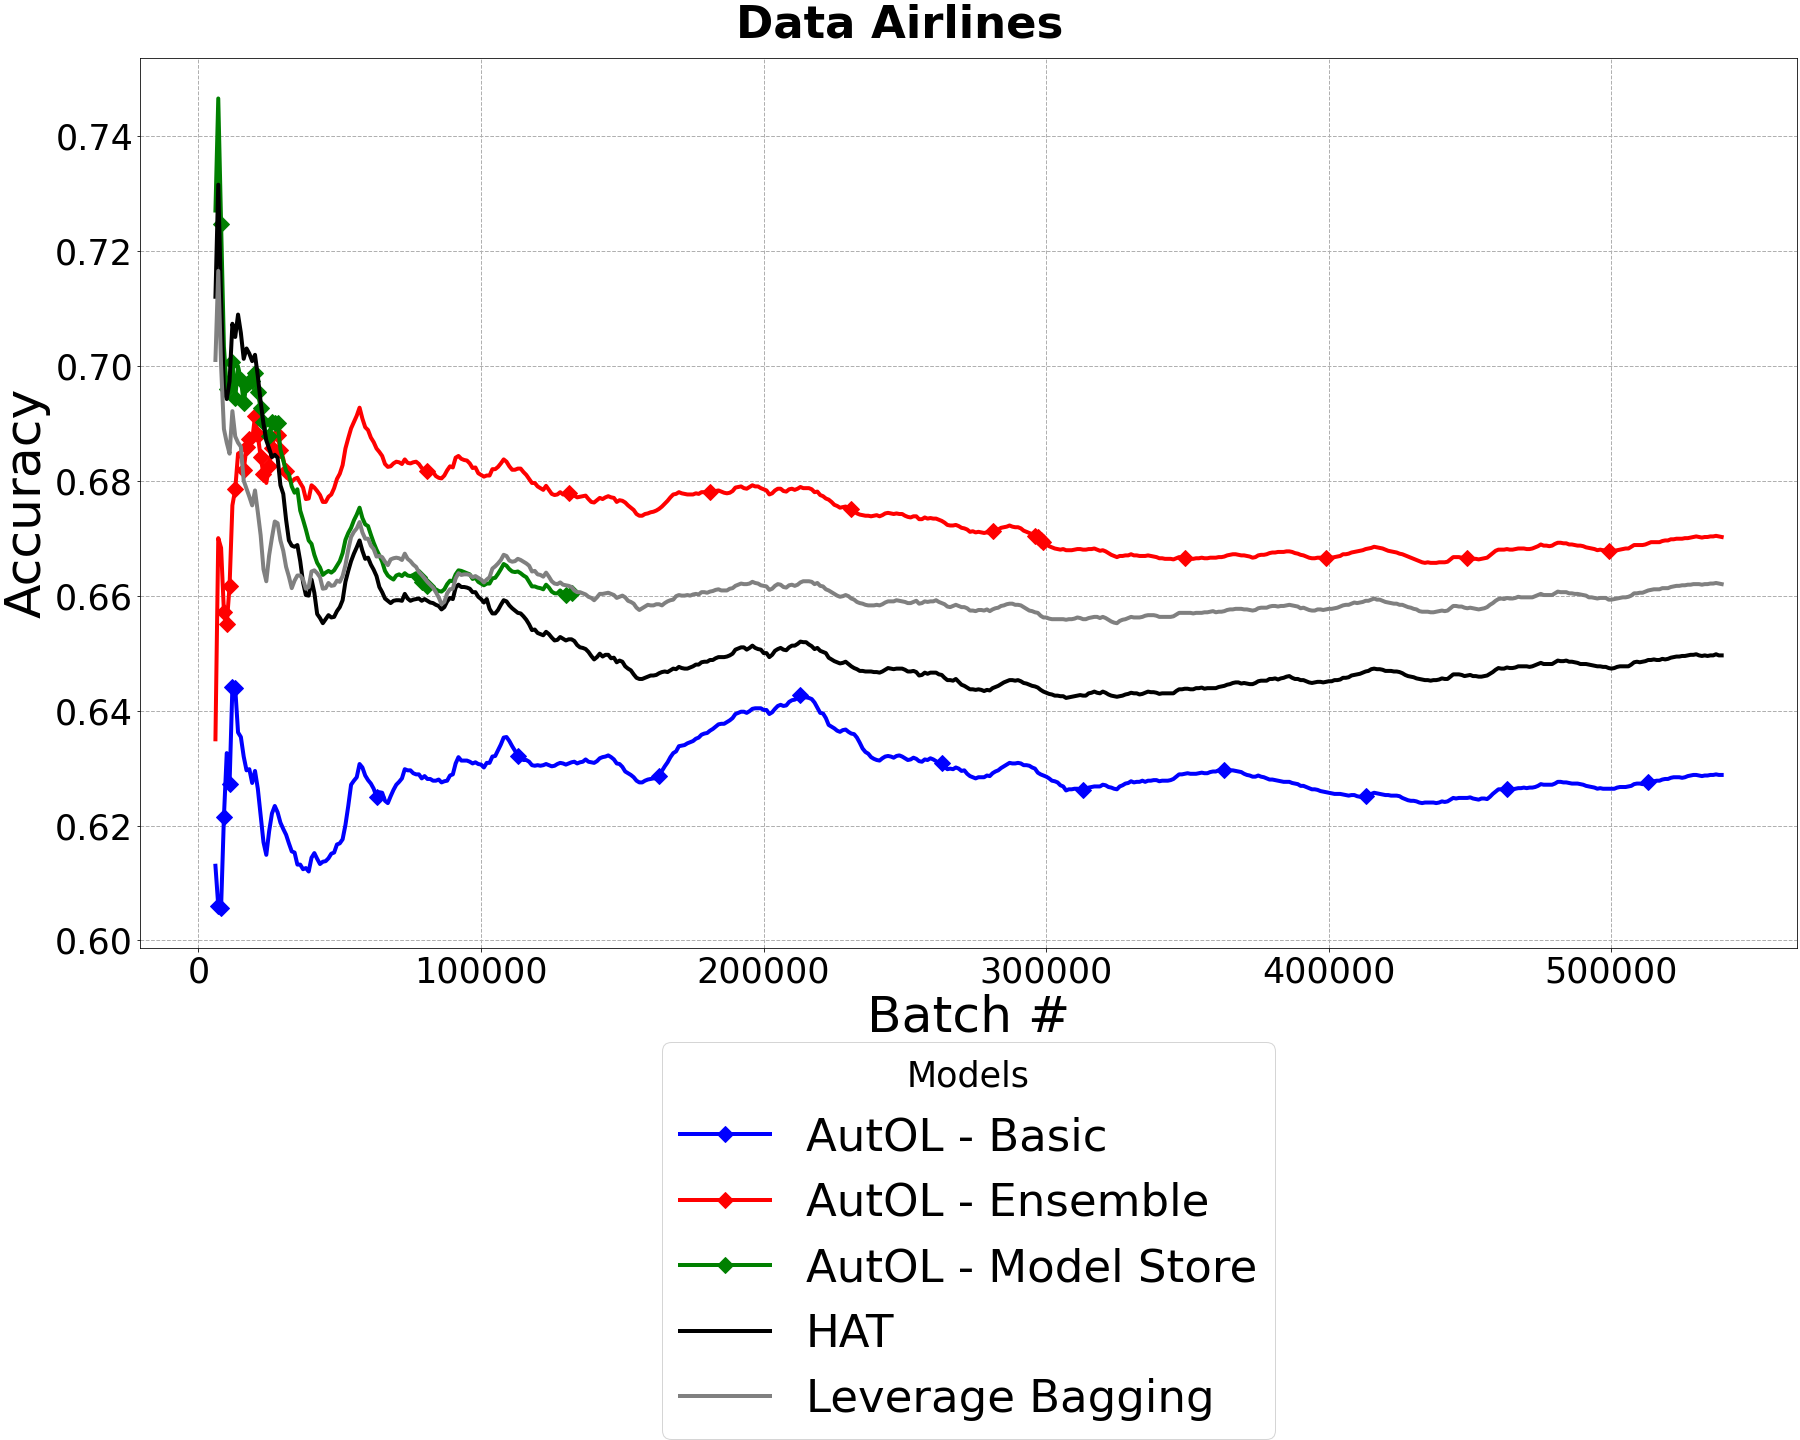 Data Airlines
0.74
0.72
0.70
0.68
0.66
0.64
0.62
0.60
Accuracy
0 100000 200000 300000 400000 500000
Batch #
Models
AutOL - Basic
AutOL - Ensemble
AutOL - Model Store
HAT
Leverage Bagging